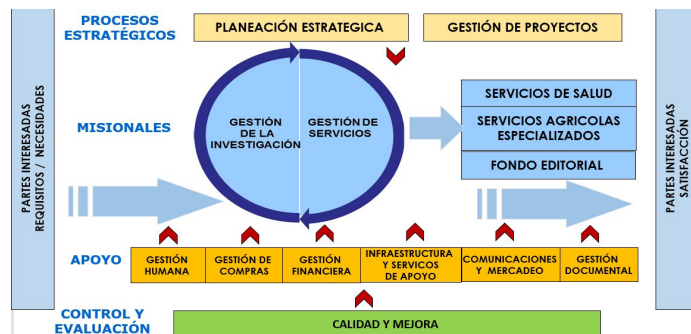 PROCESOS
ESTRATÉGICOS
PLANEACIÓN ESTRATEGICA
GESTIÓN DE PROYECTOS
PARTES INTERESADAS
REQUISITOS / NECESIDADES
MISIONALES
GESTIÓN
DE LA
INVESTIGACIÓN
GESTIÓN DE
SERVICIOS
SERVICIOS DE SALUD
SERVICIOS AGRICOLAS
ESPECIALIZADOS
FONDO EDITORIAL
PARTES INTERESADAS
SATISFACCIÓN
APOYO
GESTIÓN
HUMANA
GESTIÓN DE
COMPRAS
GESTIÓN
FINANCIERA
INFRAESTRUCTURA
Y SERVICOS
DE APOYO
COMUNICACIONES
Y MERCADEO
GESTIÓN
DOCUMENTAL
CONTROL Y
EVALUACIÓN
CALIDAD Y MEJORA